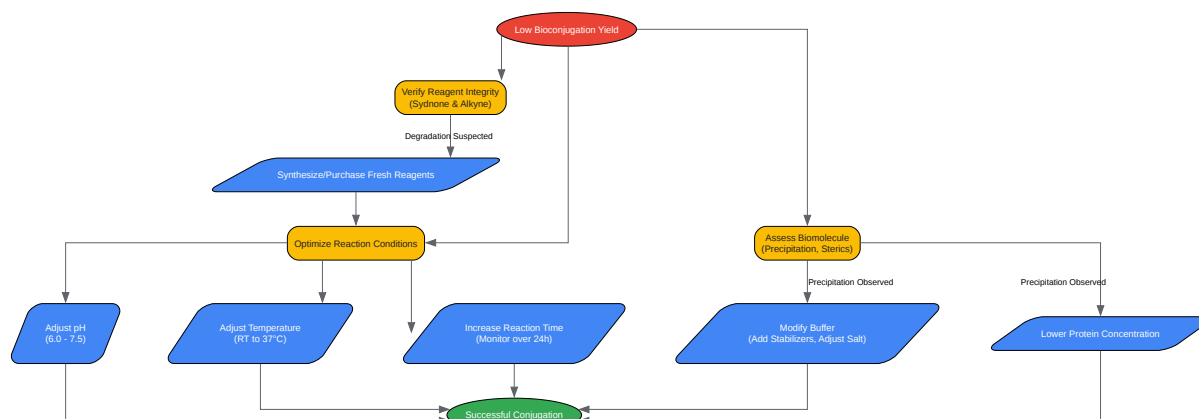 Low Bioconjugation Yield
Verify Reagent Integrity
(Sydnone & Alkyne)
Degradation Suspected
Synthesize/Purchase Fresh Reagents
Optimize Reaction Conditions
Assess Biomolecule
(Precipitation, Sterics)
Precipitation Observed
Precipitation Observed
Adjust pH
(6.0 - 7.5)
Adjust Temperature
(RT to 37°C)
Increase Reaction Time
(Monitor over 24h)
Modify Buffer
(Add Stabilizers, Adjust Salt)
Lower Protein Concentration
Successful Conjugation